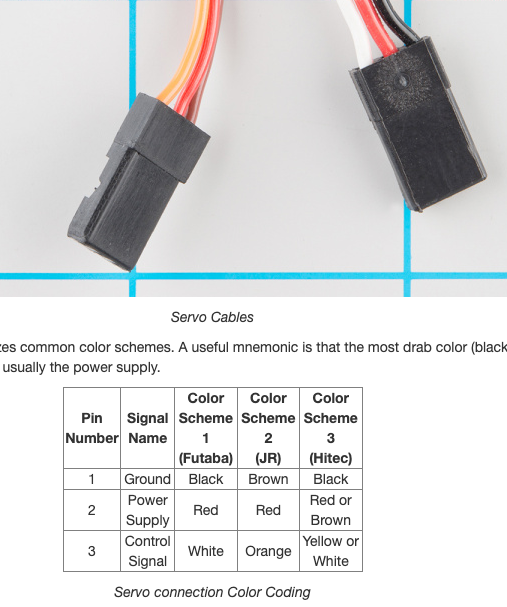 Servo Cables
zes common color schemes. A useful mnemonic is that the most drab color (black
usually the power supply.
Pin Number Signal Name Color Scheme 1 (Futaba) Color Scheme 2 (JR) Color Scheme 3 (Hitec)
1 Ground Black Brown Black
2 Power Supply Red Red Red or Brown
3 Control Signal White Orange Yellow or White
Servo connection Color Coding